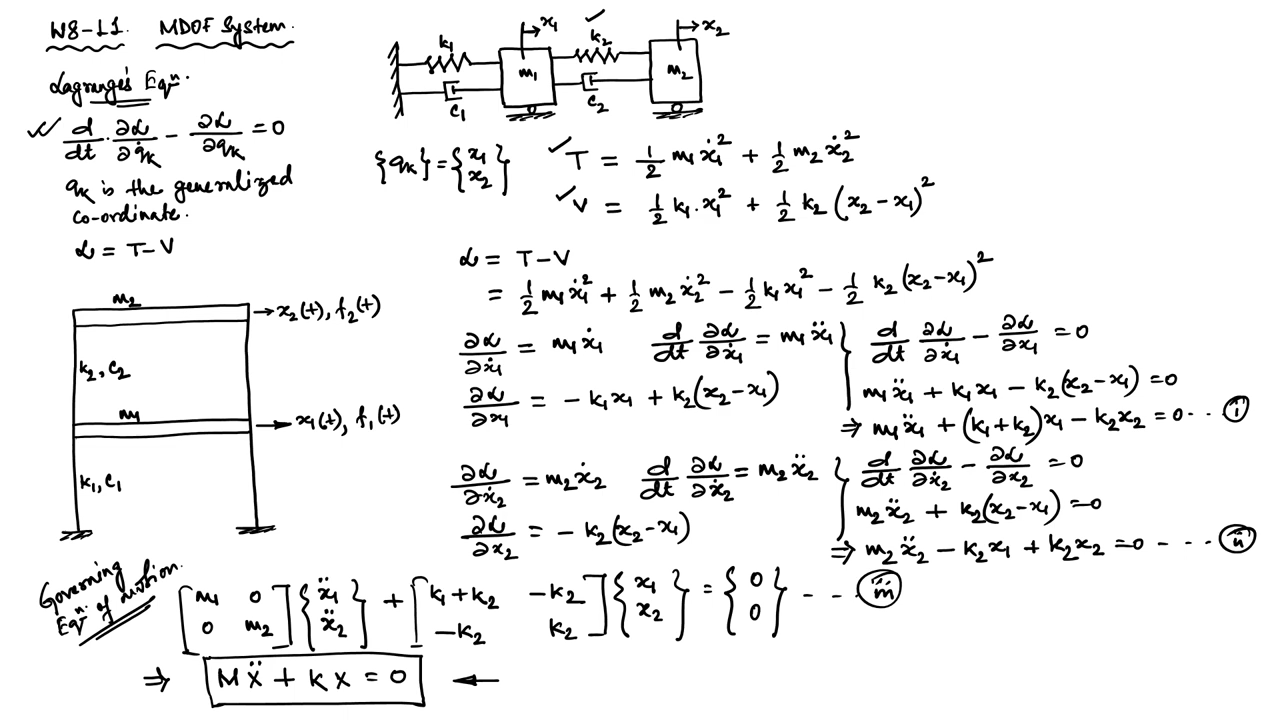 W8-L1. MDOF System.
Lagrange's Eqⁿ.
d/dt · ∂L/∂q̇ₖ − ∂L/∂qₖ = 0
qₖ is the generalized
co-ordinate.
L = T − V
k₁
c₁
m₁
x₁
k₂
c₂
m₂
x₂
{qₖ} = {x₁ x₂}
T = 1/2 m₁ẋ₁² + 1/2 m₂ẋ₂²
V = 1/2 k₁·x₁² + 1/2 k₂(x₂ − x₁)²
m₂
→ x₂(t), f₂(t)
k₂, c₂
m₁
→ x₁(t), f₁(t)
k₁, c₁
L = T − V
= 1/2 m₁ẋ₁² + 1/2 m₂ẋ₂² − 1/2 k₁x₁² − 1/2 k₂(x₂−x₁)²
∂L/∂ẋ₁ = m₁ẋ₁ d/dt ∂L/∂ẋ₁ = m₁ẍ₁
∂L/∂x₁ = − k₁x₁ + k₂(x₂−x₁)
d/dt ∂L/∂ẋ₁ − ∂L/∂x₁ = 0
m₁ẍ₁ + k₁x₁ − k₂(x₂−x₁) = 0
⇒ m₁ẍ₁ + (k₁+k₂)x₁ − k₂x₂ = 0 - - - (i)
∂L/∂ẋ₂ = m₂ẋ₂ d/dt ∂L/∂ẋ₂ = m₂ẍ₂
∂L/∂x₂ = − k₂(x₂−x₁)
d/dt ∂L/∂ẋ₂ − ∂L/∂x₂ = 0
m₂ẍ₂ + k₂(x₂−x₁) = 0
⇒ m₂ẍ₂ − k₂x₁ + k₂x₂ = 0 - - - - (ii)
Governing
Eqⁿ. of motion.
[m₁ 0 0 m₂] {ẍ₁ ẍ₂} + [k₁+k₂ −k₂ −k₂ k₂] {x₁ x₂} = {0 0} - - - (iii)
⇒ MẌ + KX = 0 ←